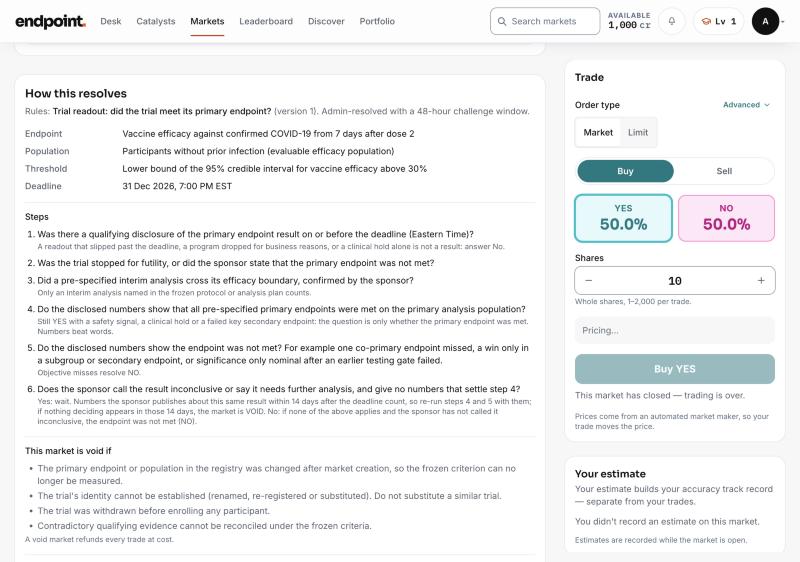 endpoint.
Desk
Catalysts
Markets
Leaderboard
Discover
Portfolio
Search markets
AVAILABLE
1,000 cr
Lv 1
A
How this resolves
Rules: Trial readout: did the trial meet its primary endpoint? (version 1). Admin-resolved with a 48-hour challenge window.
Endpoint Vaccine efficacy against confirmed COVID-19 from 7 days after dose 2
Population Participants without prior infection (evaluable efficacy population)
Threshold Lower bound of the 95% credible interval for vaccine efficacy above 30%
Deadline 31 Dec 2026, 7:00 PM EST
Steps
1. Was there a qualifying disclosure of the primary endpoint result on or before the deadline (Eastern Time)?
A readout that slipped past the deadline, a program dropped for business reasons, or a clinical hold alone is not a result: answer No.
2. Was the trial stopped for futility, or did the sponsor state that the primary endpoint was not met?
3. Did a pre-specified interim analysis cross its efficacy boundary, confirmed by the sponsor?
Only an interim analysis named in the frozen protocol or analysis plan counts.
4. Do the disclosed numbers show that all pre-specified primary endpoints were met on the primary analysis population?
Still YES with a safety signal, a clinical hold or a failed key secondary endpoint: the question is only whether the primary endpoint was met.
Numbers beat words.
5. Do the disclosed numbers show the endpoint was not met? For example one co-primary endpoint missed, a win only in
a subgroup or secondary endpoint, or significance only nominal after an earlier testing gate failed.
Objective misses resolve NO.
6. Does the sponsor call the result inconclusive or say it needs further analysis, and give no numbers that settle step 4?
Yes: wait. Numbers the sponsor publishes about this same result within 14 days after the deadline count, so re-run steps 4 and 5 with them;
if nothing deciding appears in those 14 days, the market is VOID. No: if none of the above applies and the sponsor has not called it
inconclusive, the endpoint was not met (NO).
This market is void if
• The primary endpoint or population in the registry was changed after market creation, so the frozen criterion can no
longer be measured.
• The trial's identity cannot be established (renamed, re-registered or substituted). Do not substitute a similar trial.
• The trial was withdrawn before enrolling any participant.
• Contradictory qualifying evidence cannot be reconciled under the frozen criteria.
A void market refunds every trade at cost.
Trade
Order type
Advanced
Market
Limit
Buy
Sell
YES
50.0%
NO
50.0%
Shares
− 10 +
Whole shares, 1–2,000 per trade.
Pricing...
Buy YES
This market has closed — trading is over.
Prices come from an automated market maker, so your
trade moves the price.
Your estimate
Your estimate builds your accuracy track record
— separate from your trades.
You didn't record an estimate on this market.
Estimates are recorded while the market is open.